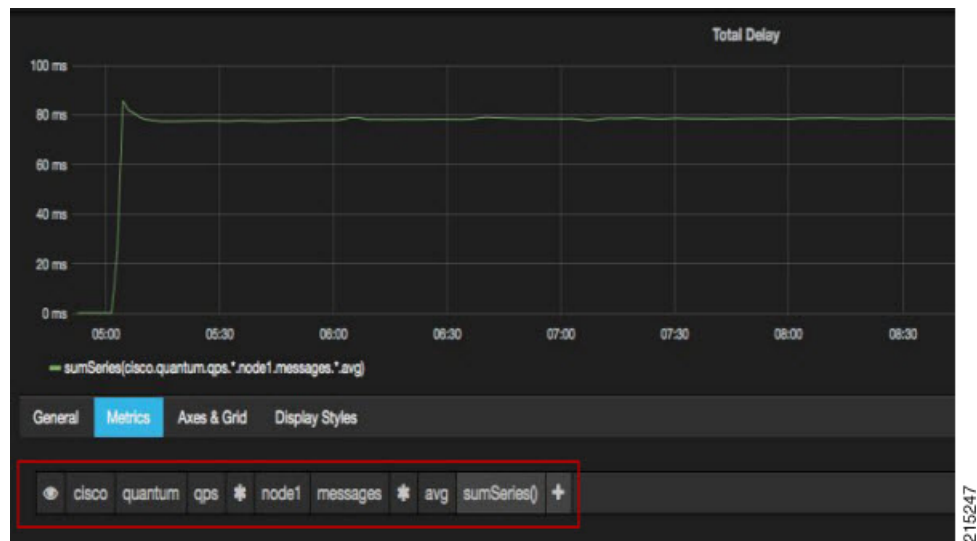 Total Delay
100 ms
80 ms
60 ms
40 ms
20 ms
0 ms
05:00 05:30 06:00 06:30 07:00 07:30 08:00 08:30
sumSeries(cisco.quantum.qps.*.node1.messages.*.avg)
General Metrics Axes & Grid Display Styles
cisco quantum qps * node1 messages * avg sumSeries() +
215247